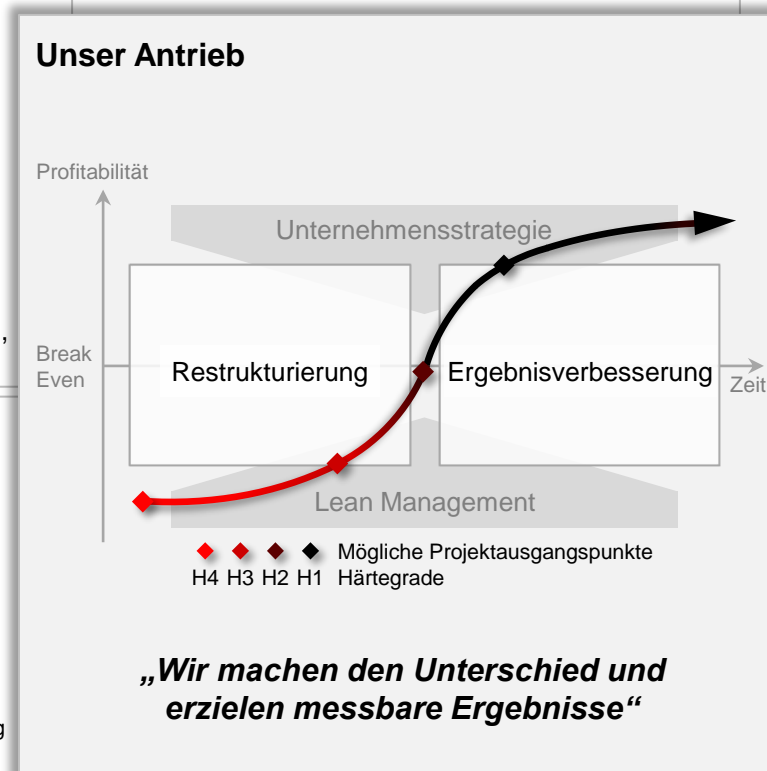 Unser Antrieb
Profitabilität
Unternehmensstrategie
,
Break
Even
Restrukturierung
Ergebnisverbesserung
Zeit
Lean Management
Mögliche Projektausgangspunkte
H4 H3 H2 H1 Härtegrade
„Wir machen den Unterschied und
erzielen messbare Ergebnisse“
g